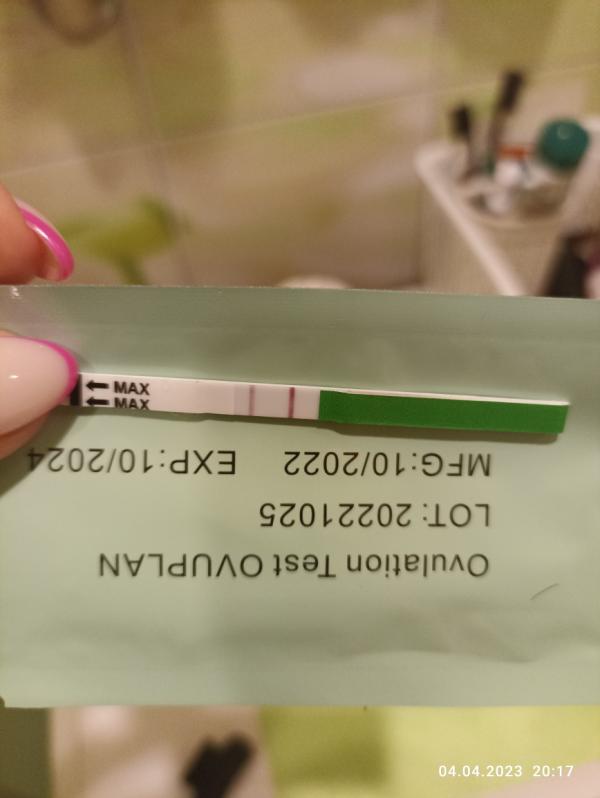 MAX
MAX
Ovulation Test OVUPLAN
LOT: 20221025
MFG:10/2022 EXP:10/2024
04.04.2023 20:17